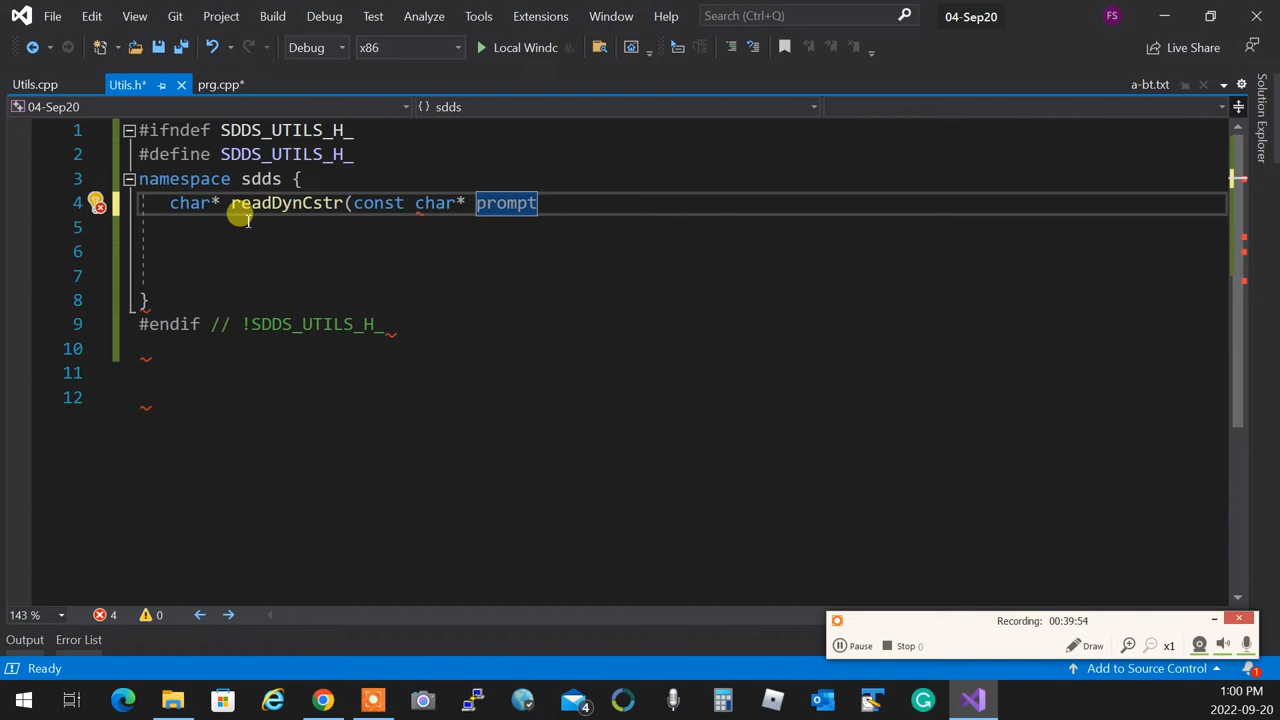 File Edit View Git Project Build Debug Test Analyze Tools Extensions Window Help Search (Ctrl+Q) 04-Sep20 FS
Debug x86 Local Windc Live Share
Utils.cpp Utils.h* prg.cpp* a-bt.txt
04-Sep20 {} sdds
1 #ifndef SDDS_UTILS_H_
2 #define SDDS_UTILS_H_
3 namespace sdds {
4 char* readDynCstr(const char* prompt
5
6
7
8 }
9 #endif // !SDDS_UTILS_H_
10
11
12
Solution Explorer
143 % 4 0
Recording: 00:39:54
Pause Stop () Draw x1
Output Error List
Ready Add to Source Control 1
4 1:00 PM
2022-09-20